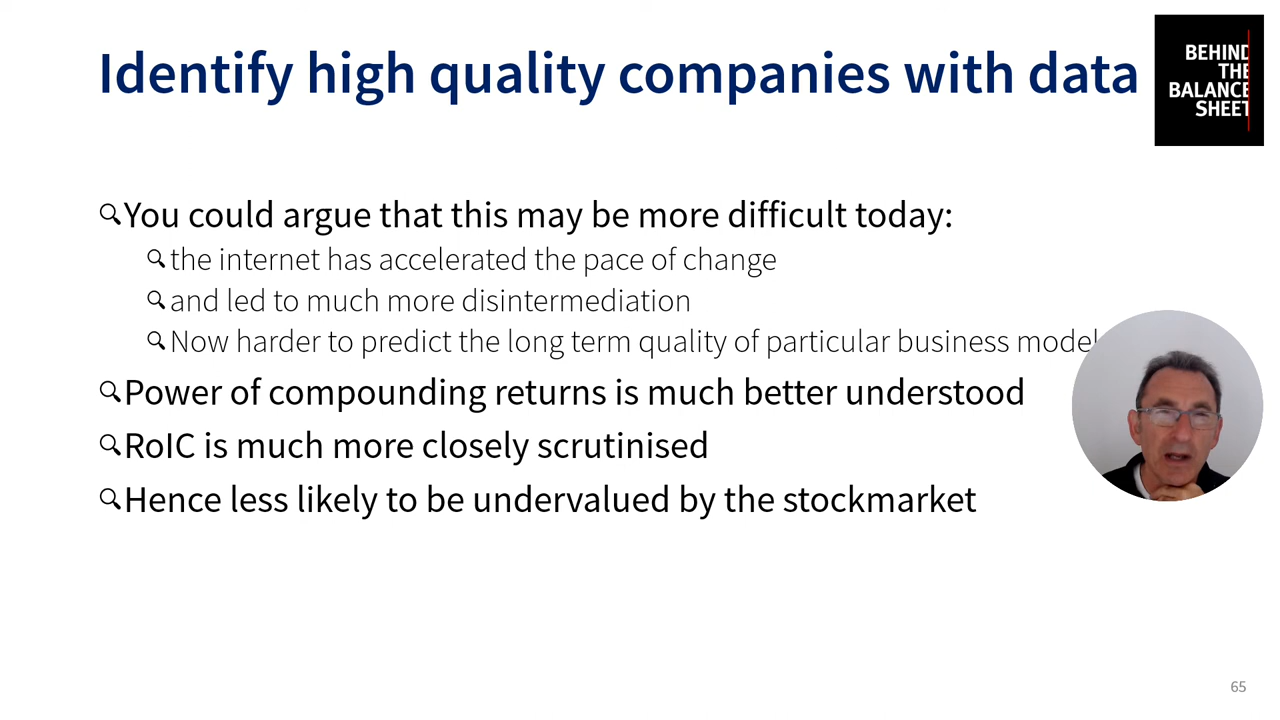 Identify high quality companies with data
BEHIND
THE
BALANCE
SHEET
You could argue that this may be more difficult today:
the internet has accelerated the pace of change
and led to much more disintermediation
Now harder to predict the long term quality of particular business model
Power of compounding returns is much better understood
RoIC is much more closely scrutinised
Hence less likely to be undervalued by the stockmarket
65